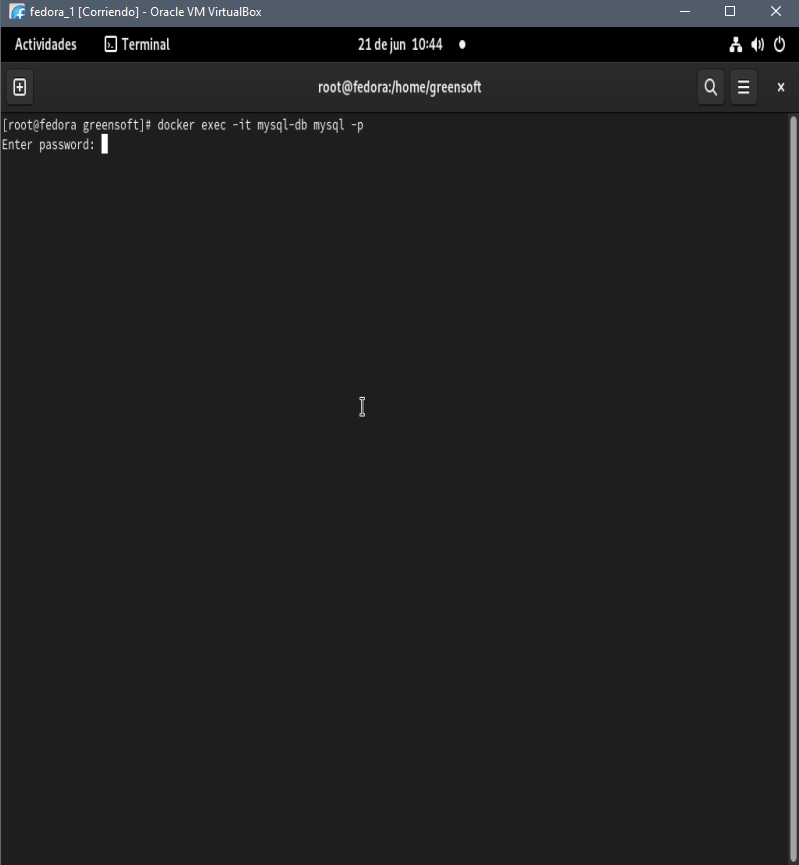 fedora_1 [Corriendo] - Oracle VM VirtualBox
Actividades Terminal 21 de jun 10:44
root@fedora:/home/greensoft
[root@fedora greensoft]# docker exec -it mysql-db mysql -p
Enter password: